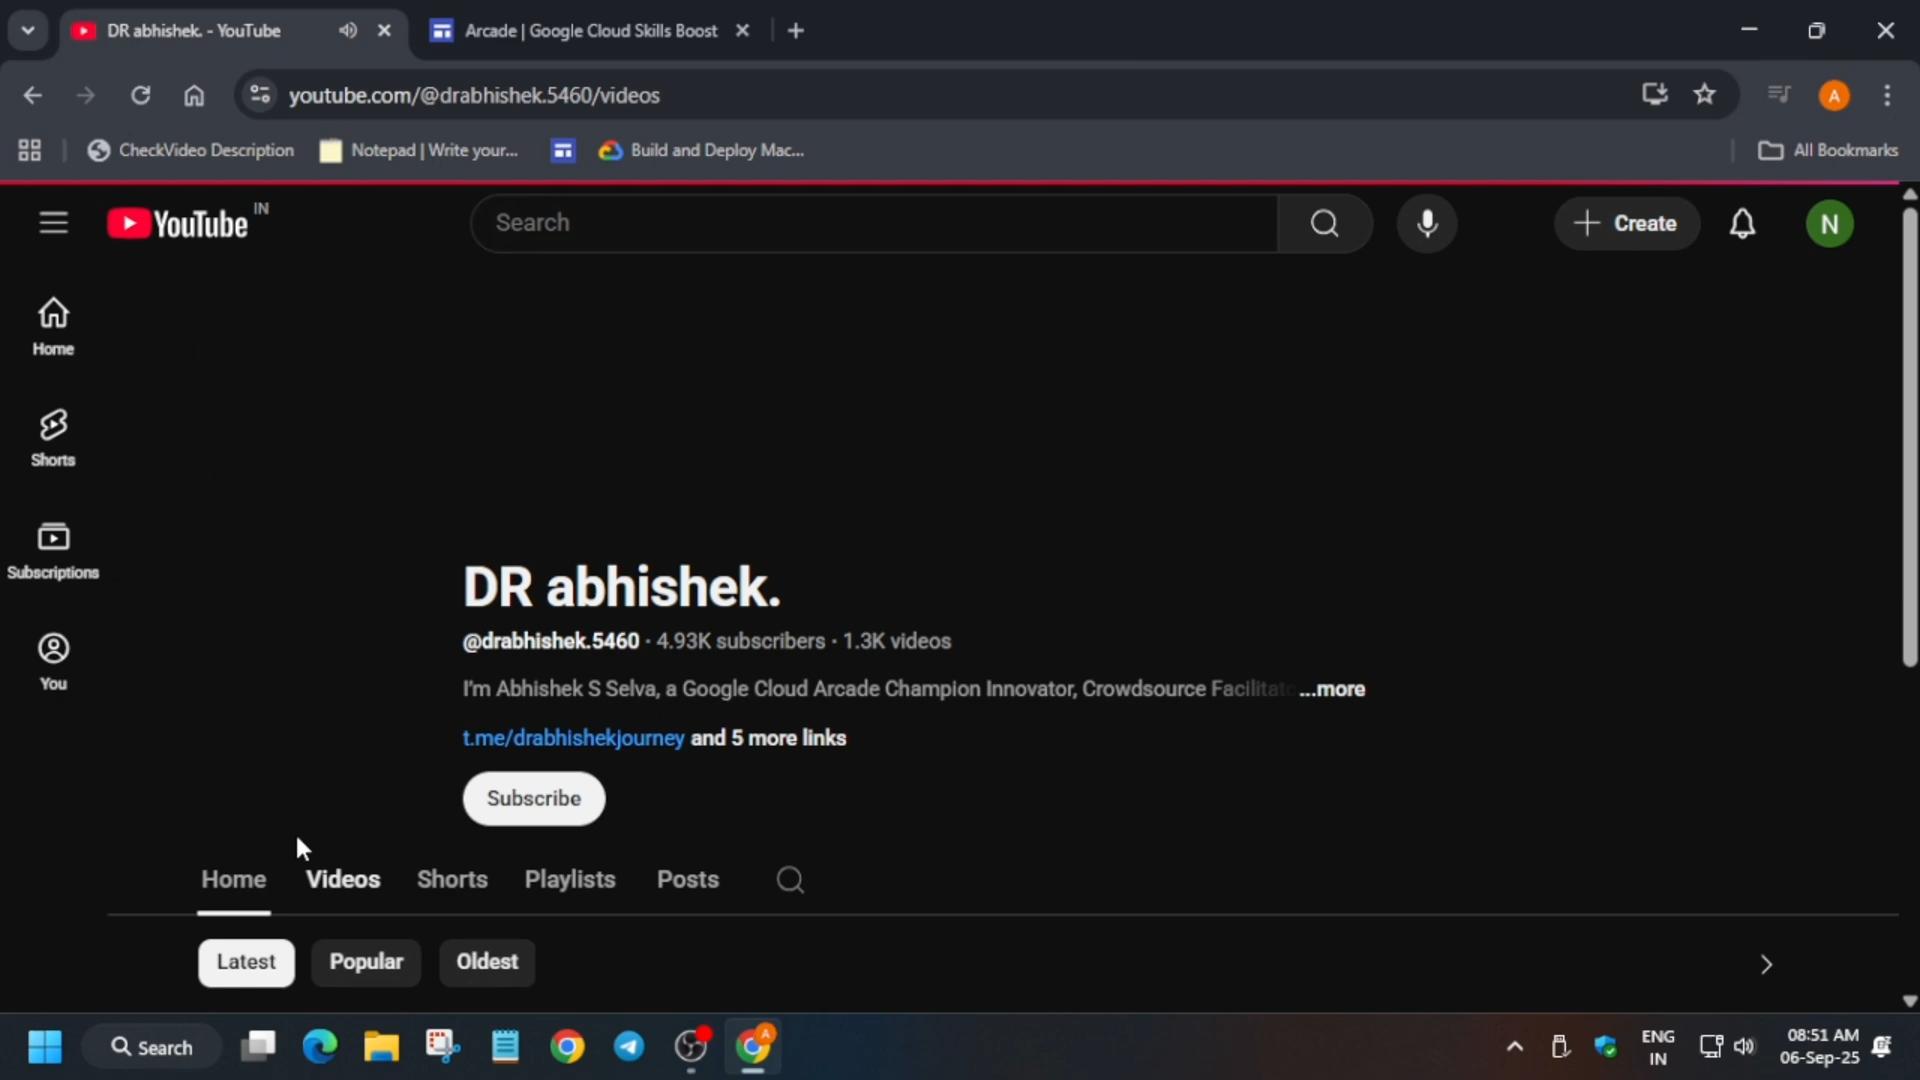 DR abhishek. - YouTube
Arcade | Google Cloud Skills Boost
youtube.com/@drabhishek.5460/videos
A
CheckVideo Description
Notepad | Write your...
Build and Deploy Mac...
All Bookmarks
YouTube IN
Search
Create
N
Home
Shorts
Subscriptions
You
DR abhishek.
@drabhishek.5460 · 4.93K subscribers · 1.3K videos
I'm Abhishek S Selva, a Google Cloud Arcade Champion Innovator, Crowdsource Facilitat ...more
t.me/drabhishekjourney and 5 more links
Subscribe
Home Videos Shorts Playlists Posts
Latest Popular Oldest
Search
A
ENG
IN
08:51 AM
06-Sep-25